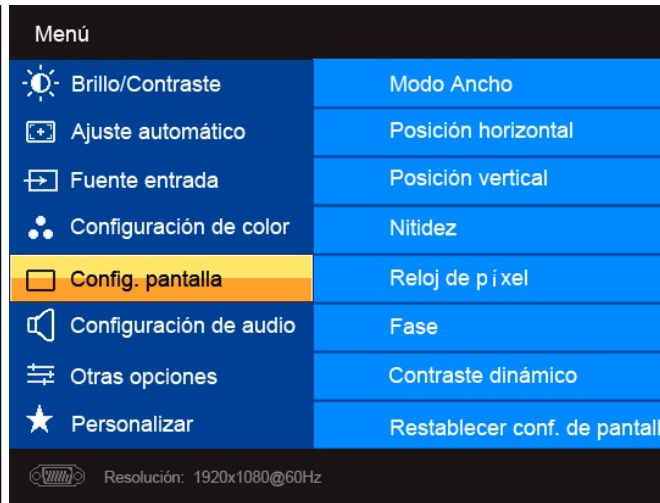 Menú
Brillo/Contraste
Ajuste automático
Fuente entrada
Configuración de color
Config. pantalla
Configuración de audio
Otras opciones
Personalizar
Modo Ancho
Posición horizontal
Posición vertical
Nitidez
Reloj de píxel
Fase
Contraste dinámico
Restablecer conf. de pantall
Resolución: 1920x1080@60Hz